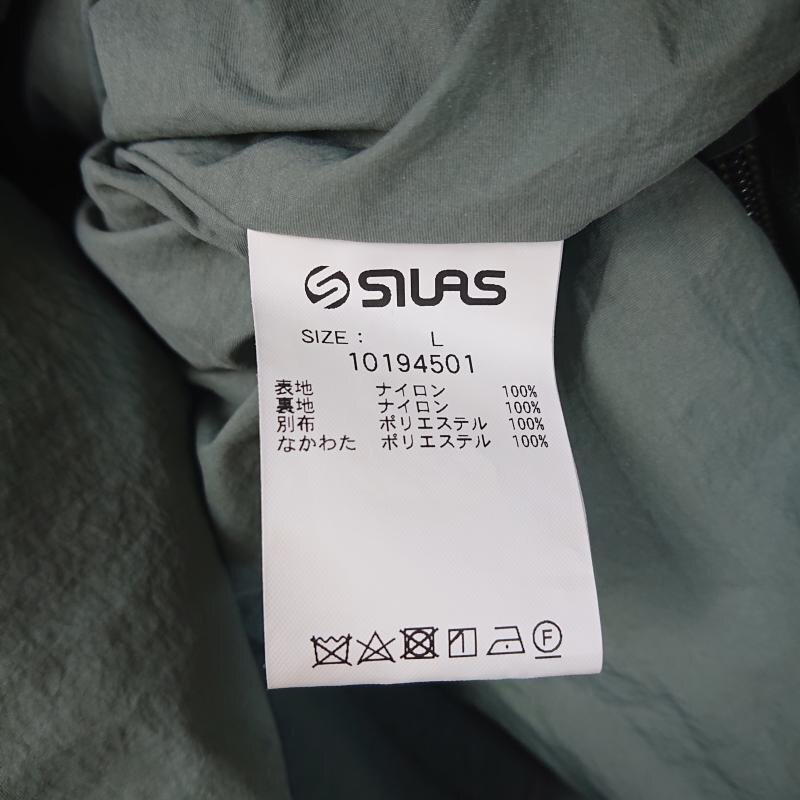 SILAS
SIZE : L
10194501
表地 ナイロン 100%
裏地 ナイロン 100%
別布 ポリエステル 100%
なかわた ポリエステル 100%
F